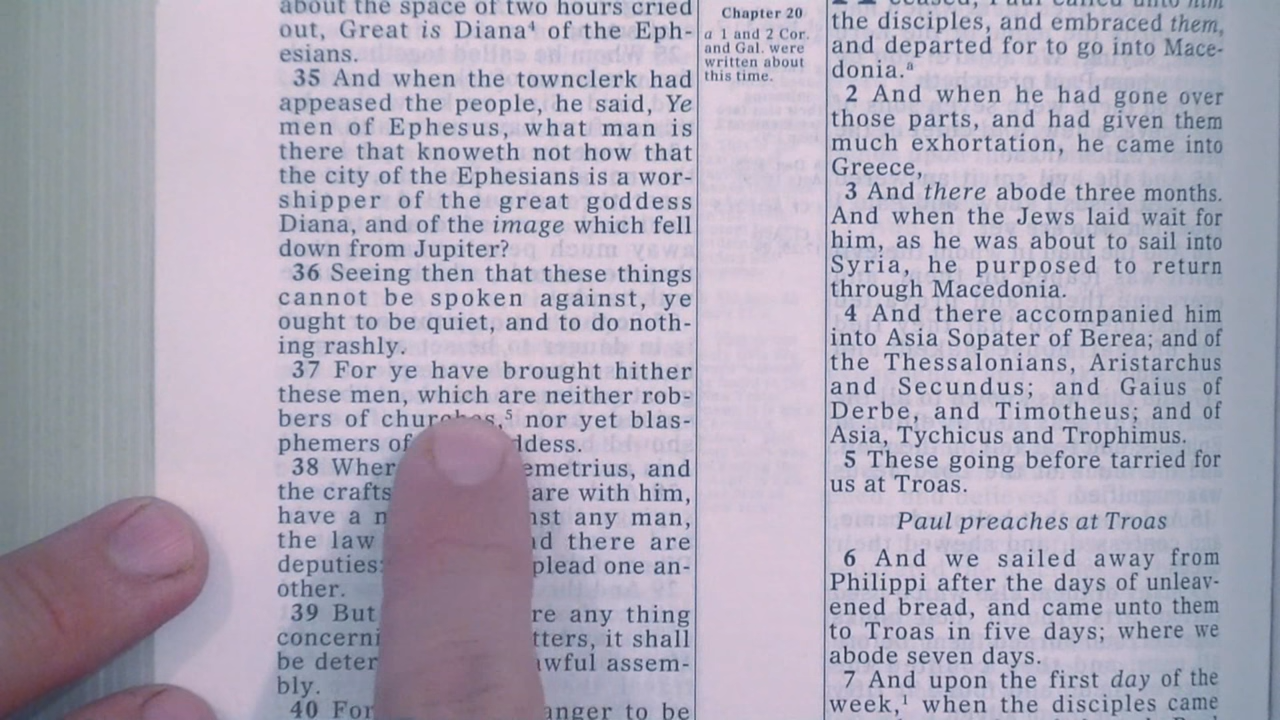 about the space of two hours cried
out, Great is Diana⁴ of the Eph-
esians.
35 And when the townclerk had
appeased the people, he said, Ye
men of Ephesus, what man is
there that knoweth not how that
the city of the Ephesians is a wor-
shipper of the great goddess
Diana, and of the image which fell
down from Jupiter?
36 Seeing then that these things
cannot be spoken against, ye
ought to be quiet, and to do noth-
ing rashly.
37 For ye have brought hither
these men, which are neither rob-
bers of churches,⁵ nor yet blas-
phemers of ddess.
38 Wher emetrius, and
the crafts are with him,
have a nst any man,
the law d there are
deputies: plead one an-
other.
39 But re any thing
concerni tters, it shall
be deter wful assem-
bly.
40 For anger to be
Chapter 20
a 1 and 2 Cor.
and Gal. were
written about
this time.
ceased, Paul called unto him
the disciples, and embraced them,
and departed for to go into Mace-
donia.ᵃ
2 And when he had gone over
those parts, and had given them
much exhortation, he came into
Greece,
3 And there abode three months.
And when the Jews laid wait for
him, as he was about to sail into
Syria, he purposed to return
through Macedonia.
4 And there accompanied him
into Asia Sopater of Berea; and of
the Thessalonians, Aristarchus
and Secundus; and Gaius of
Derbe, and Timotheus; and of
Asia, Tychicus and Trophimus.
5 These going before tarried for
us at Troas.
Paul preaches at Troas
6 And we sailed away from
Philippi after the days of unleav-
ened bread, and came unto them
to Troas in five days; where we
abode seven days.
7 And upon the first day of the
week,¹ when the disciples came